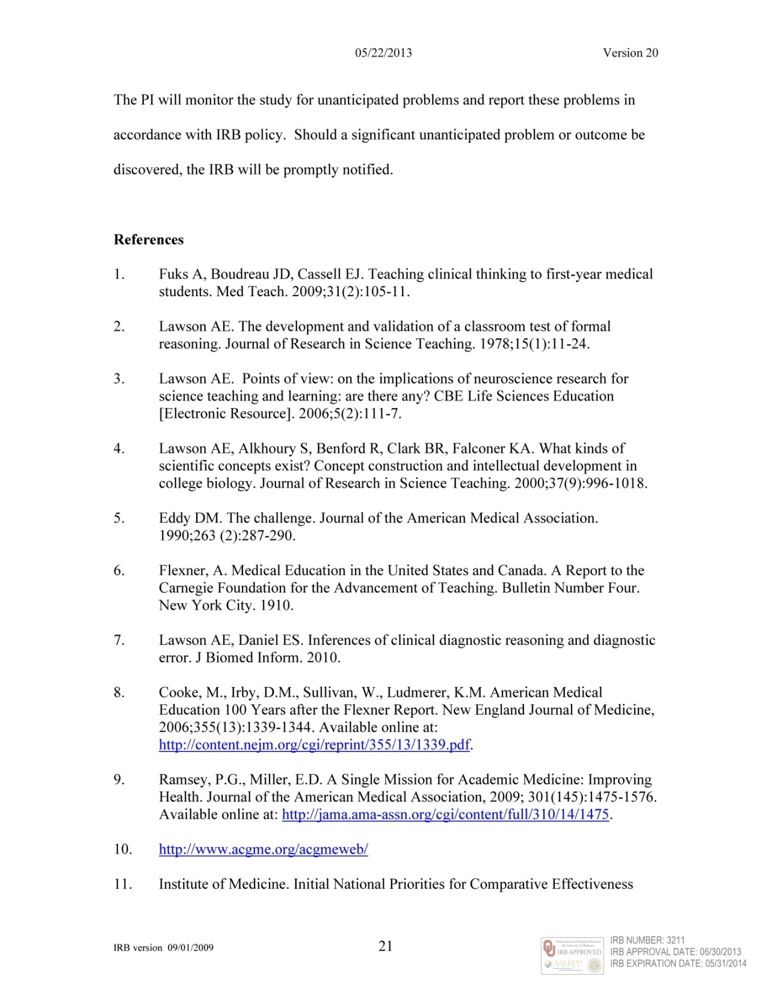 05/22/2013 Version 20
The PI will monitor the study for unanticipated problems and report these problems in
accordance with IRB policy.  Should a significant unanticipated problem or outcome be
discovered, the IRB will be promptly notified.
References
1. Fuks A, Boudreau JD, Cassell EJ. Teaching clinical thinking to first-year medical
students. Med Teach. 2009;31(2):105-11.
2. Lawson AE. The development and validation of a classroom test of formal
reasoning. Journal of Research in Science Teaching. 1978;15(1):11-24.
3. Lawson AE.  Points of view: on the implications of neuroscience research for
science teaching and learning: are there any? CBE Life Sciences Education
[Electronic Resource]. 2006;5(2):111-7.
4. Lawson AE, Alkhoury S, Benford R, Clark BR, Falconer KA. What kinds of
scientific concepts exist? Concept construction and intellectual development in
college biology. Journal of Research in Science Teaching. 2000;37(9):996-1018.
5. Eddy DM. The challenge. Journal of the American Medical Association.
1990;263 (2):287-290.
6. Flexner, A. Medical Education in the United States and Canada. A Report to the
Carnegie Foundation for the Advancement of Teaching. Bulletin Number Four.
New York City. 1910.
7. Lawson AE, Daniel ES. Inferences of clinical diagnostic reasoning and diagnostic
error. J Biomed Inform. 2010.
8. Cooke, M., Irby, D.M., Sullivan, W., Ludmerer, K.M. American Medical
Education 100 Years after the Flexner Report. New England Journal of Medicine,
2006;355(13):1339-1344. Available online at:
http://content.nejm.org/cgi/reprint/355/13/1339.pdf.
9. Ramsey, P.G., Miller, E.D. A Single Mission for Academic Medicine: Improving
Health. Journal of the American Medical Association, 2009; 301(145):1475-1576.
Available online at: http://jama.ama-assn.org/cgi/content/full/310/14/1475.
10. http://www.acgme.org/acgmeweb/
11. Institute of Medicine. Initial National Priorities for Comparative Effectiveness
IRB version  09/01/2009 21
Human Research Participant Protection
The University of Oklahoma
IRB APPROVED
AAHRPP
IRB NUMBER: 3211
IRB APPROVAL DATE: 06/30/2013
IRB EXPIRATION DATE: 05/31/2014